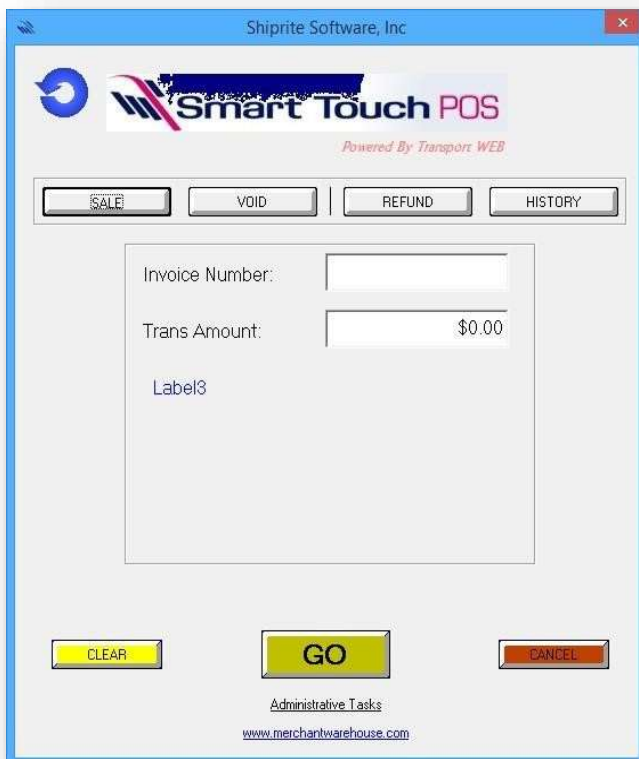 Shiprite Software, Inc
Smart Touch POS
Powered By Transport WEB
SALE VOID REFUND HISTORY
Invoice Number:
Trans Amount: $0.00
Label3
CLEAR GO CANCEL
Administrative Tasks
www.merchantwarehouse.com